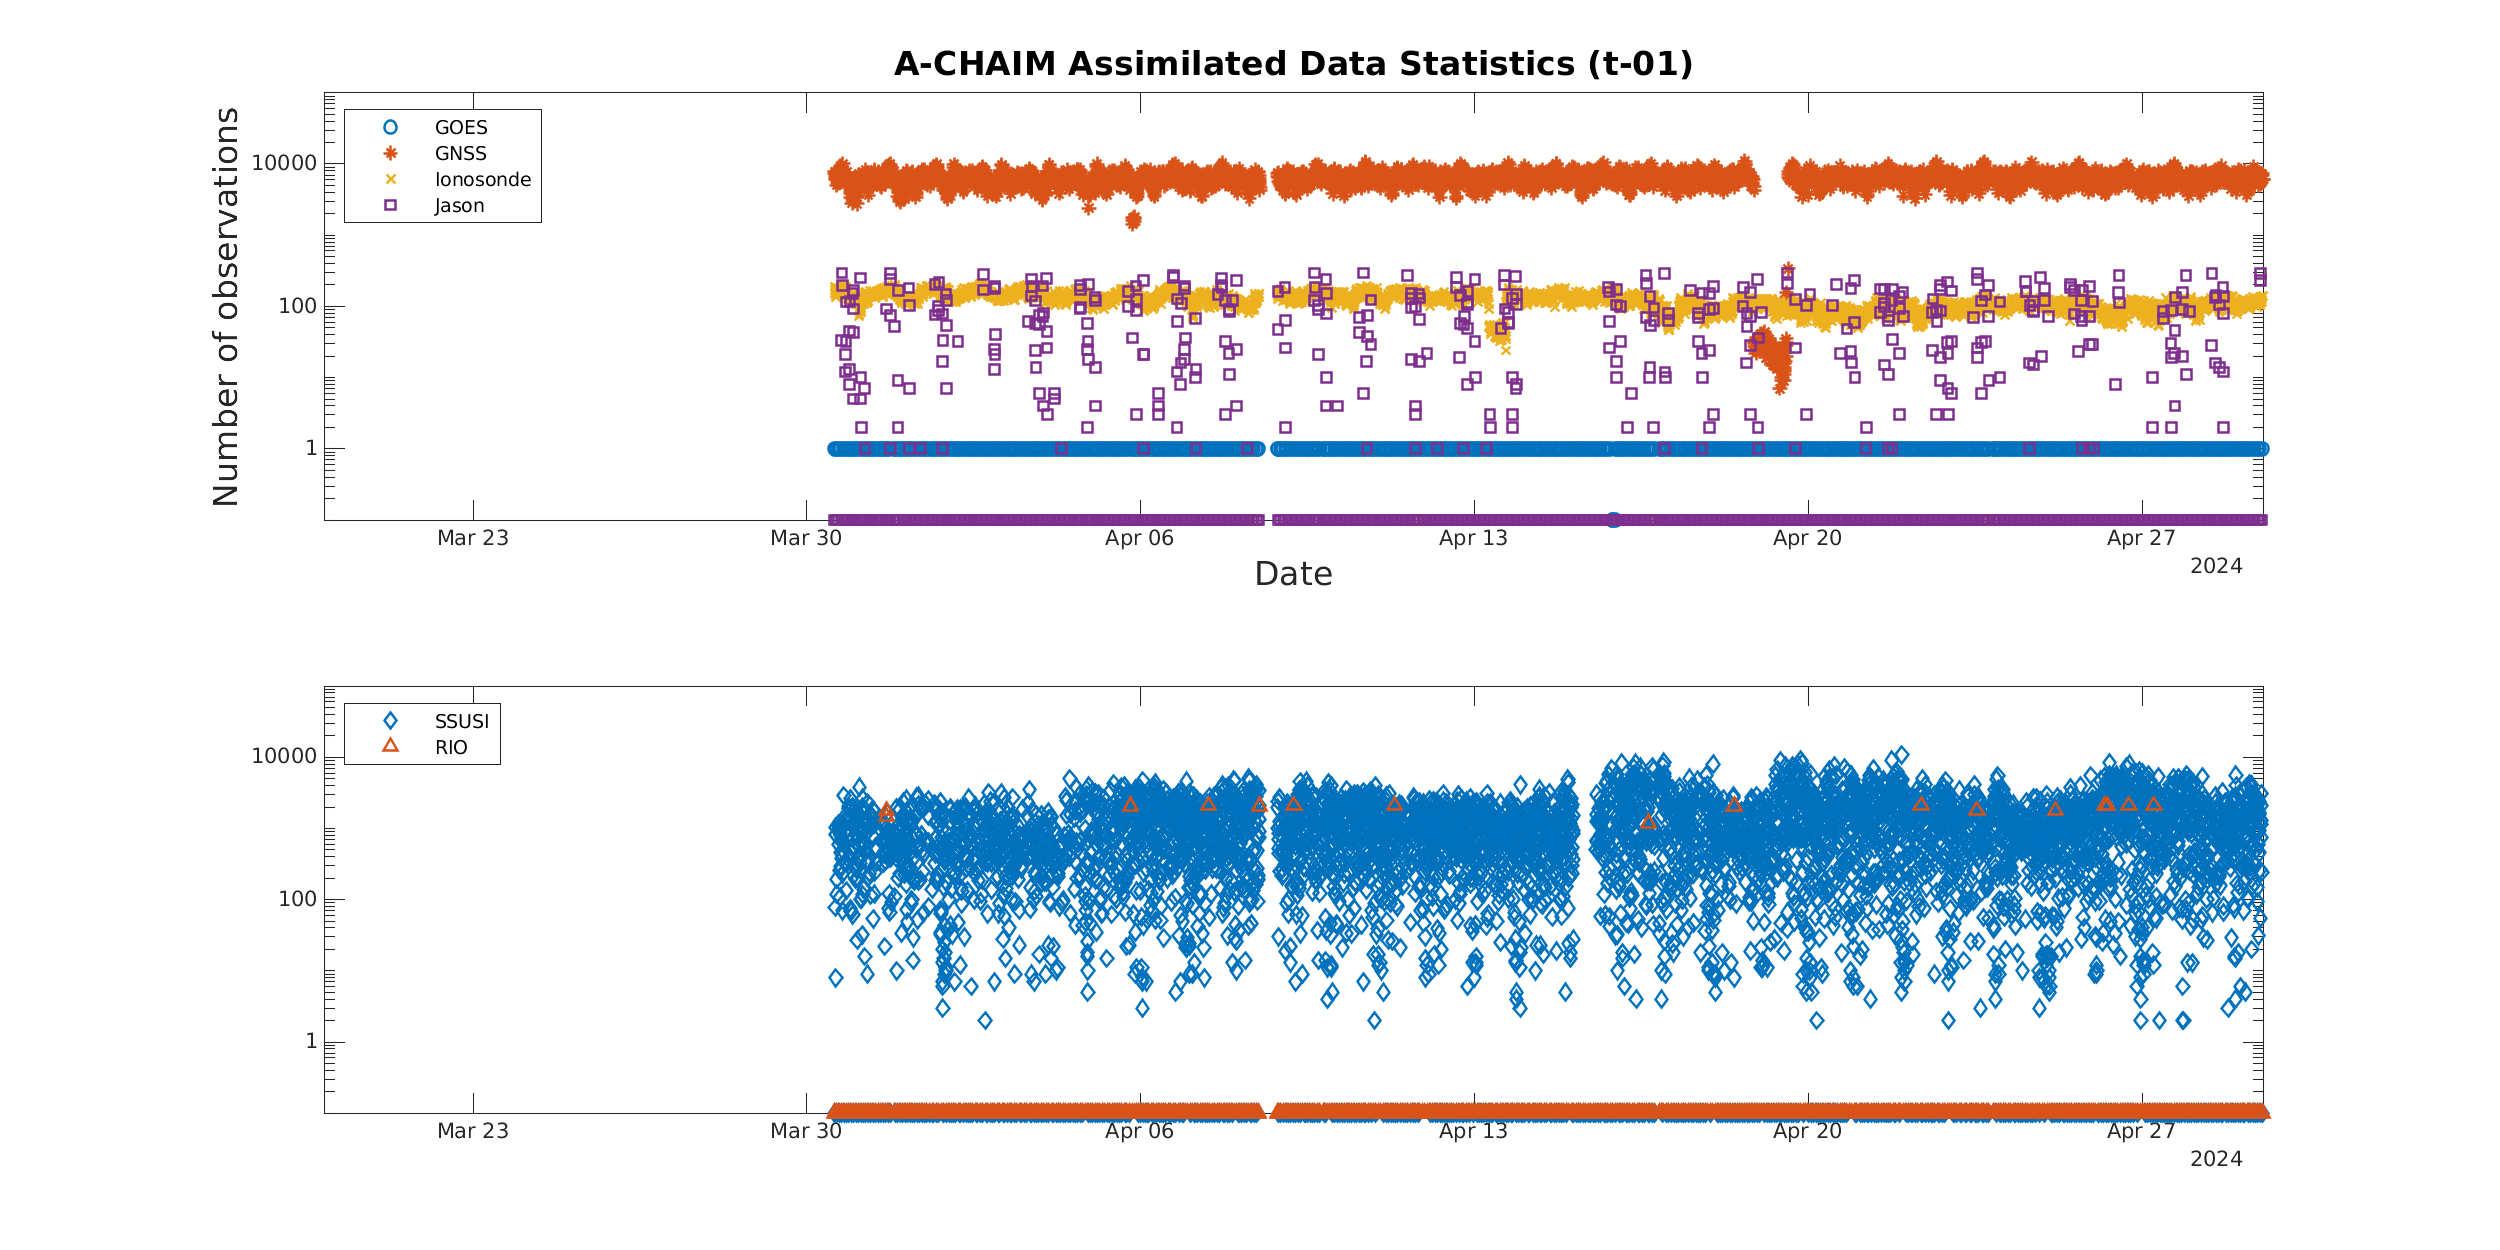 A-CHAIM Assimilated Data Statistics (t-01)
Number of observations
10000
100
1
GOES
GNSS
Ionosonde
Jason
Mar 23
Mar 30
Apr 06
Apr 13
Apr 20
Apr 27
2024
Date
10000
100
1
SSUSI
RIO
Mar 23
Mar 30
Apr 06
Apr 13
Apr 20
Apr 27
2024